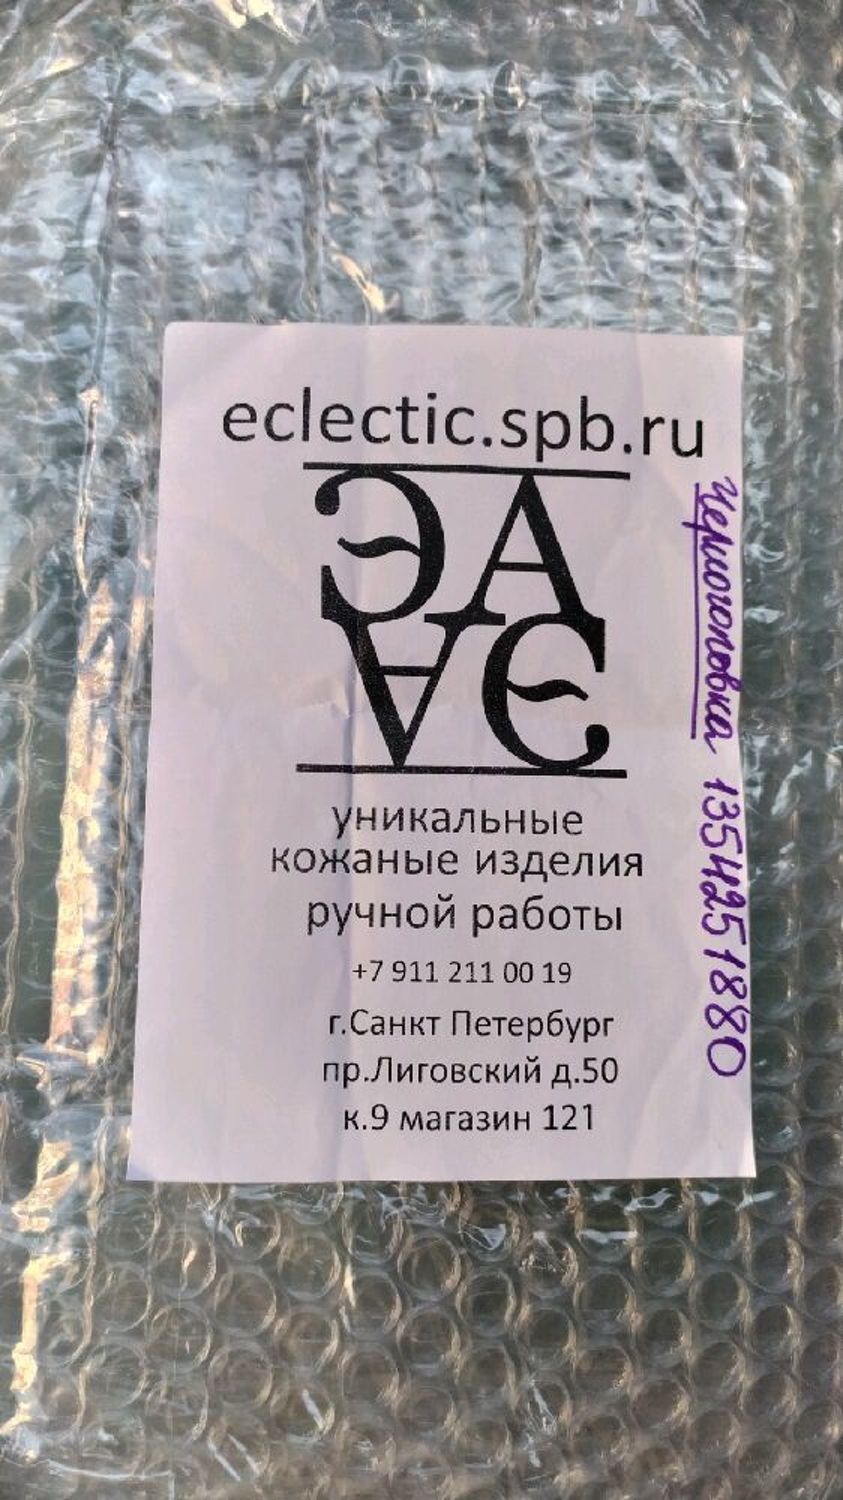 eclectic.spb.ru
ЭА
уникальные
кожаные изделия
ручной работы
+7 911 211 00 19
г.Санкт Петербург
пр.Лиговский д.50
к.9 магазин 121
Черноголовка 1354251880